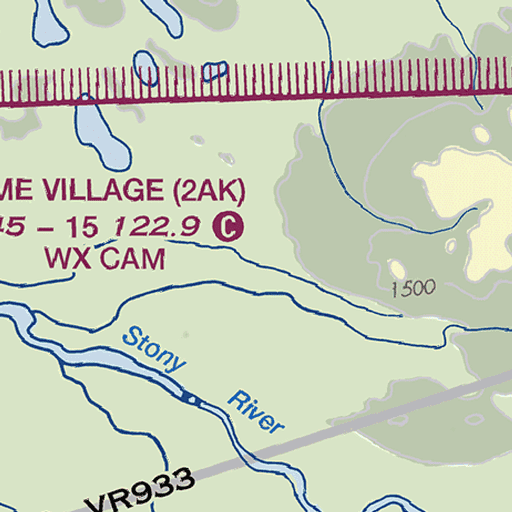 ME VILLAGE (2AK)
45 – 15 122.9 C
WX CAM
1500
Stony
River
VR933